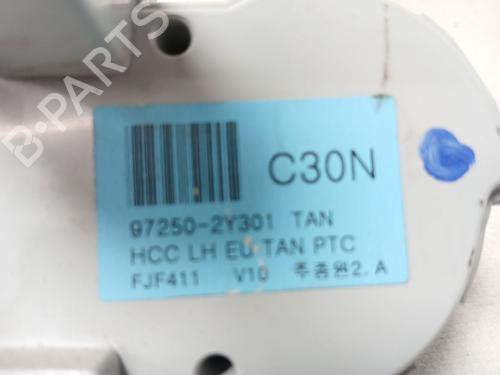 B-PARTS
C30N
97250-2Y301 TAN
HCC LH EU TAN PTC
FJF411 V10 추종원2. A